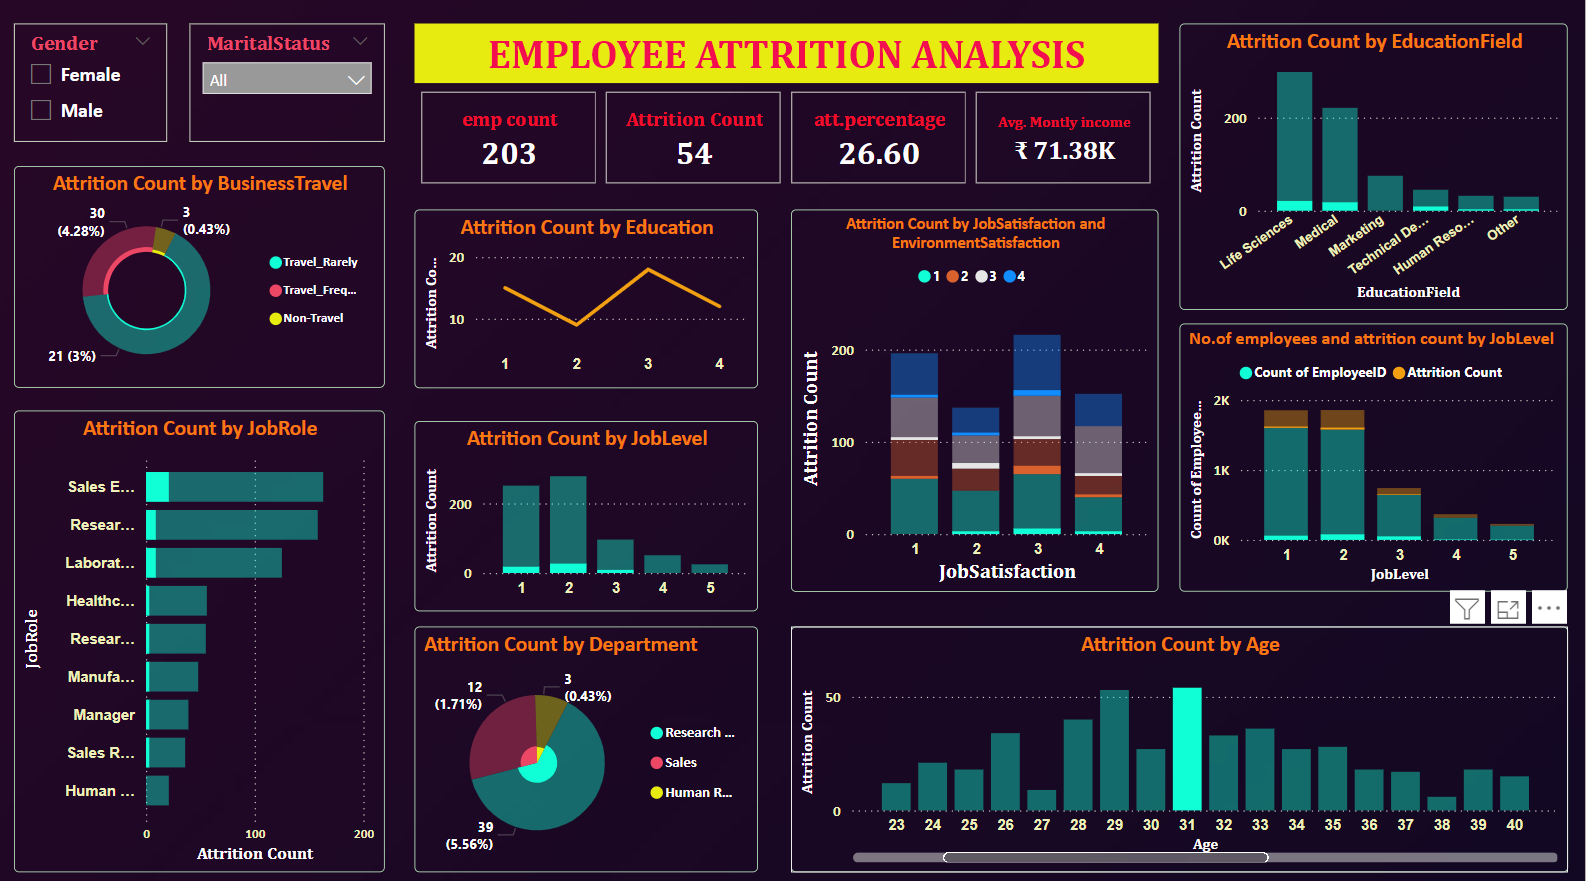 Gender
Female
Male
MaritalStatus
All
EMPLOYEE ATTRITION ANALYSIS
emp count
203
Attrition Count
54
att.percentage
26.60
Avg. Montly income
₹ 71.38K
Attrition Count by EducationField
Attrition Count
200
0
Life Sciences
Medical
Marketing
Technical De...
Human Reso...
Other
EducationField
Attrition Count by BusinessTravel
30
(4.28%)
3
(0.43%)
21 (3%)
Travel_Rarely
Travel_Freq...
Non-Travel
Attrition Count by Education
Attrition Co...
20
10
1 2 3 4
Attrition Count by JobSatisfaction and
EnvironmentSatisfaction
1 2 3 4
Attrition Count
200
100
0
1 2 3 4
JobSatisfaction
No.of employees and attrition count by JobLevel
Count of EmployeeID Attrition Count
Count of Employee...
2K
1K
0K
1 2 3 4 5
JobLevel
Attrition Count by JobRole
JobRole
Sales E...
Resear...
Laborat...
Healthc...
Resear...
Manufa...
Manager
Sales R...
Human ...
0 100 200
Attrition Count
Attrition Count by JobLevel
Attrition Count
200
0
1 2 3 4 5
Attrition Count by Department
12
(1.71%)
3
(0.43%)
39
(5.56%)
Research ...
Sales
Human R...
Attrition Count by Age
Attrition Count
50
0
23 24 25 26 27 28 29 30 31 32 33 34 35 36 37 38 39 40
Age